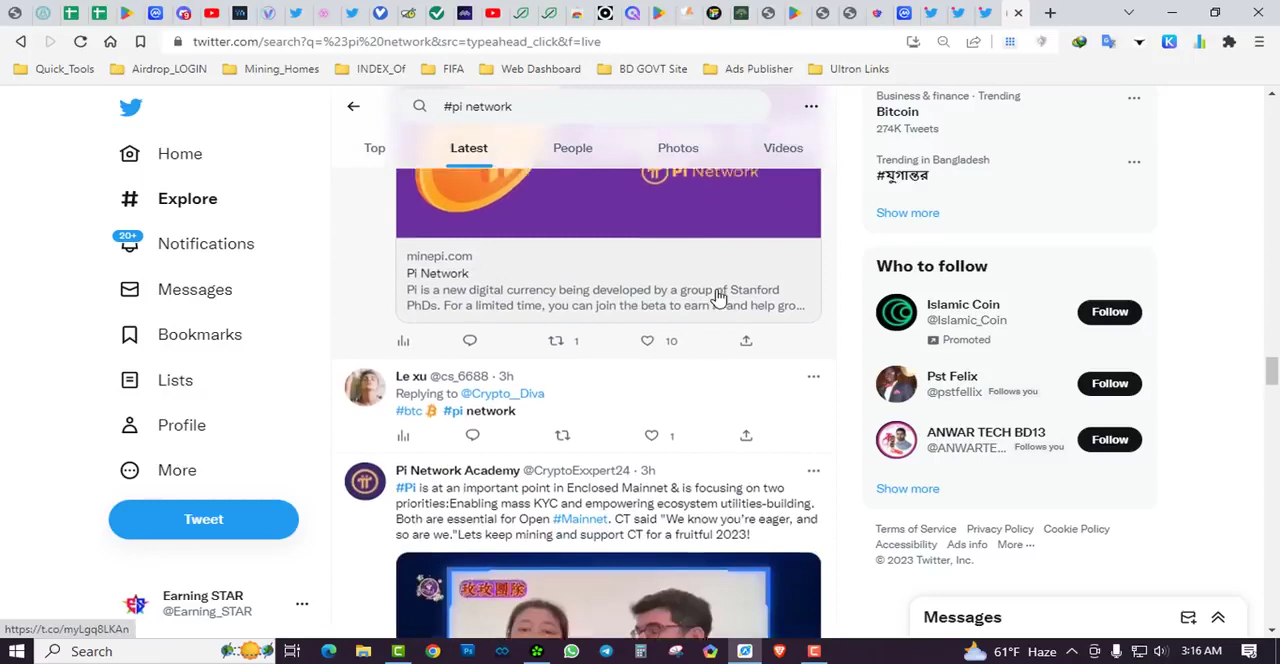 twitter.com/search?q=%23pi%20network&src=typeahead_click&f=live
Quick_Tools
Airdrop_LOGIN
Mining_Homes
INDEX_Of
FIFA
Web Dashboard
BD GOVT Site
Ads Publisher
Ultron Links
Home
Explore
20+
Notifications
Messages
Bookmarks
Lists
Profile
More
Tweet
Earning STAR
@Earning_STAR
https://t.co/myLgq8LKAn
#pi network
Top
Latest
People
Photos
Videos
Pi Network
minepi.com
Pi Network
Pi is a new digital currency being developed by a group of Stanford
PhDs. For a limited time, you can join the beta to earn and help gro...
1
10
Le xu @cs_6688 · 3h
Replying to @Crypto__Diva
#btc #pi network
1
Pi Network Academy @CryptoExxpert24 · 3h
#Pi is at an important point in Enclosed Mainnet & is focusing on two
priorities:Enabling mass KYC and empowering ecosystem utilities-building.
Both are essential for Open #Mainnet. CT said "We know you're eager, and
so are we."Lets keep mining and support CT for a fruitful 2023!
玫玫團隊
Business & finance · Trending
Bitcoin
274K Tweets
Trending in Bangladesh
#যুগান্তর
Show more
Who to follow
Islamic Coin
@Islamic_Coin
Follow
Promoted
Pst Felix
@pstfellix Follows you
Follow
ANWAR TECH BD13
@ANWARTE... Follows you
Follow
Show more
Terms of Service Privacy Policy Cookie Policy
Accessibility Ads info More ···
© 2023 Twitter, Inc.
Messages
Search
61°F Haze
3:16 AM